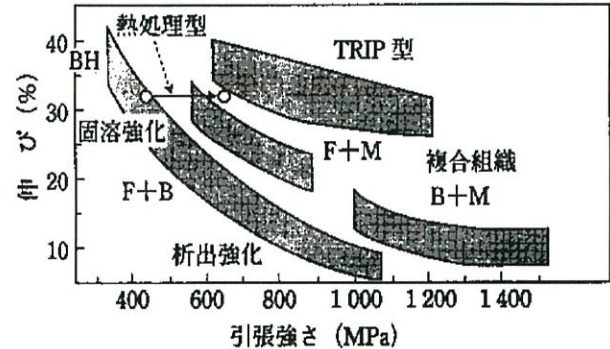 40
30
20
10
伸び (%)
BH
熱処理型
TRIP 型
固溶強化
F+M
複合組織
B+M
F+B
析出強化
400 600 800 1 000 1 200 1 400
引張強さ (MPa)